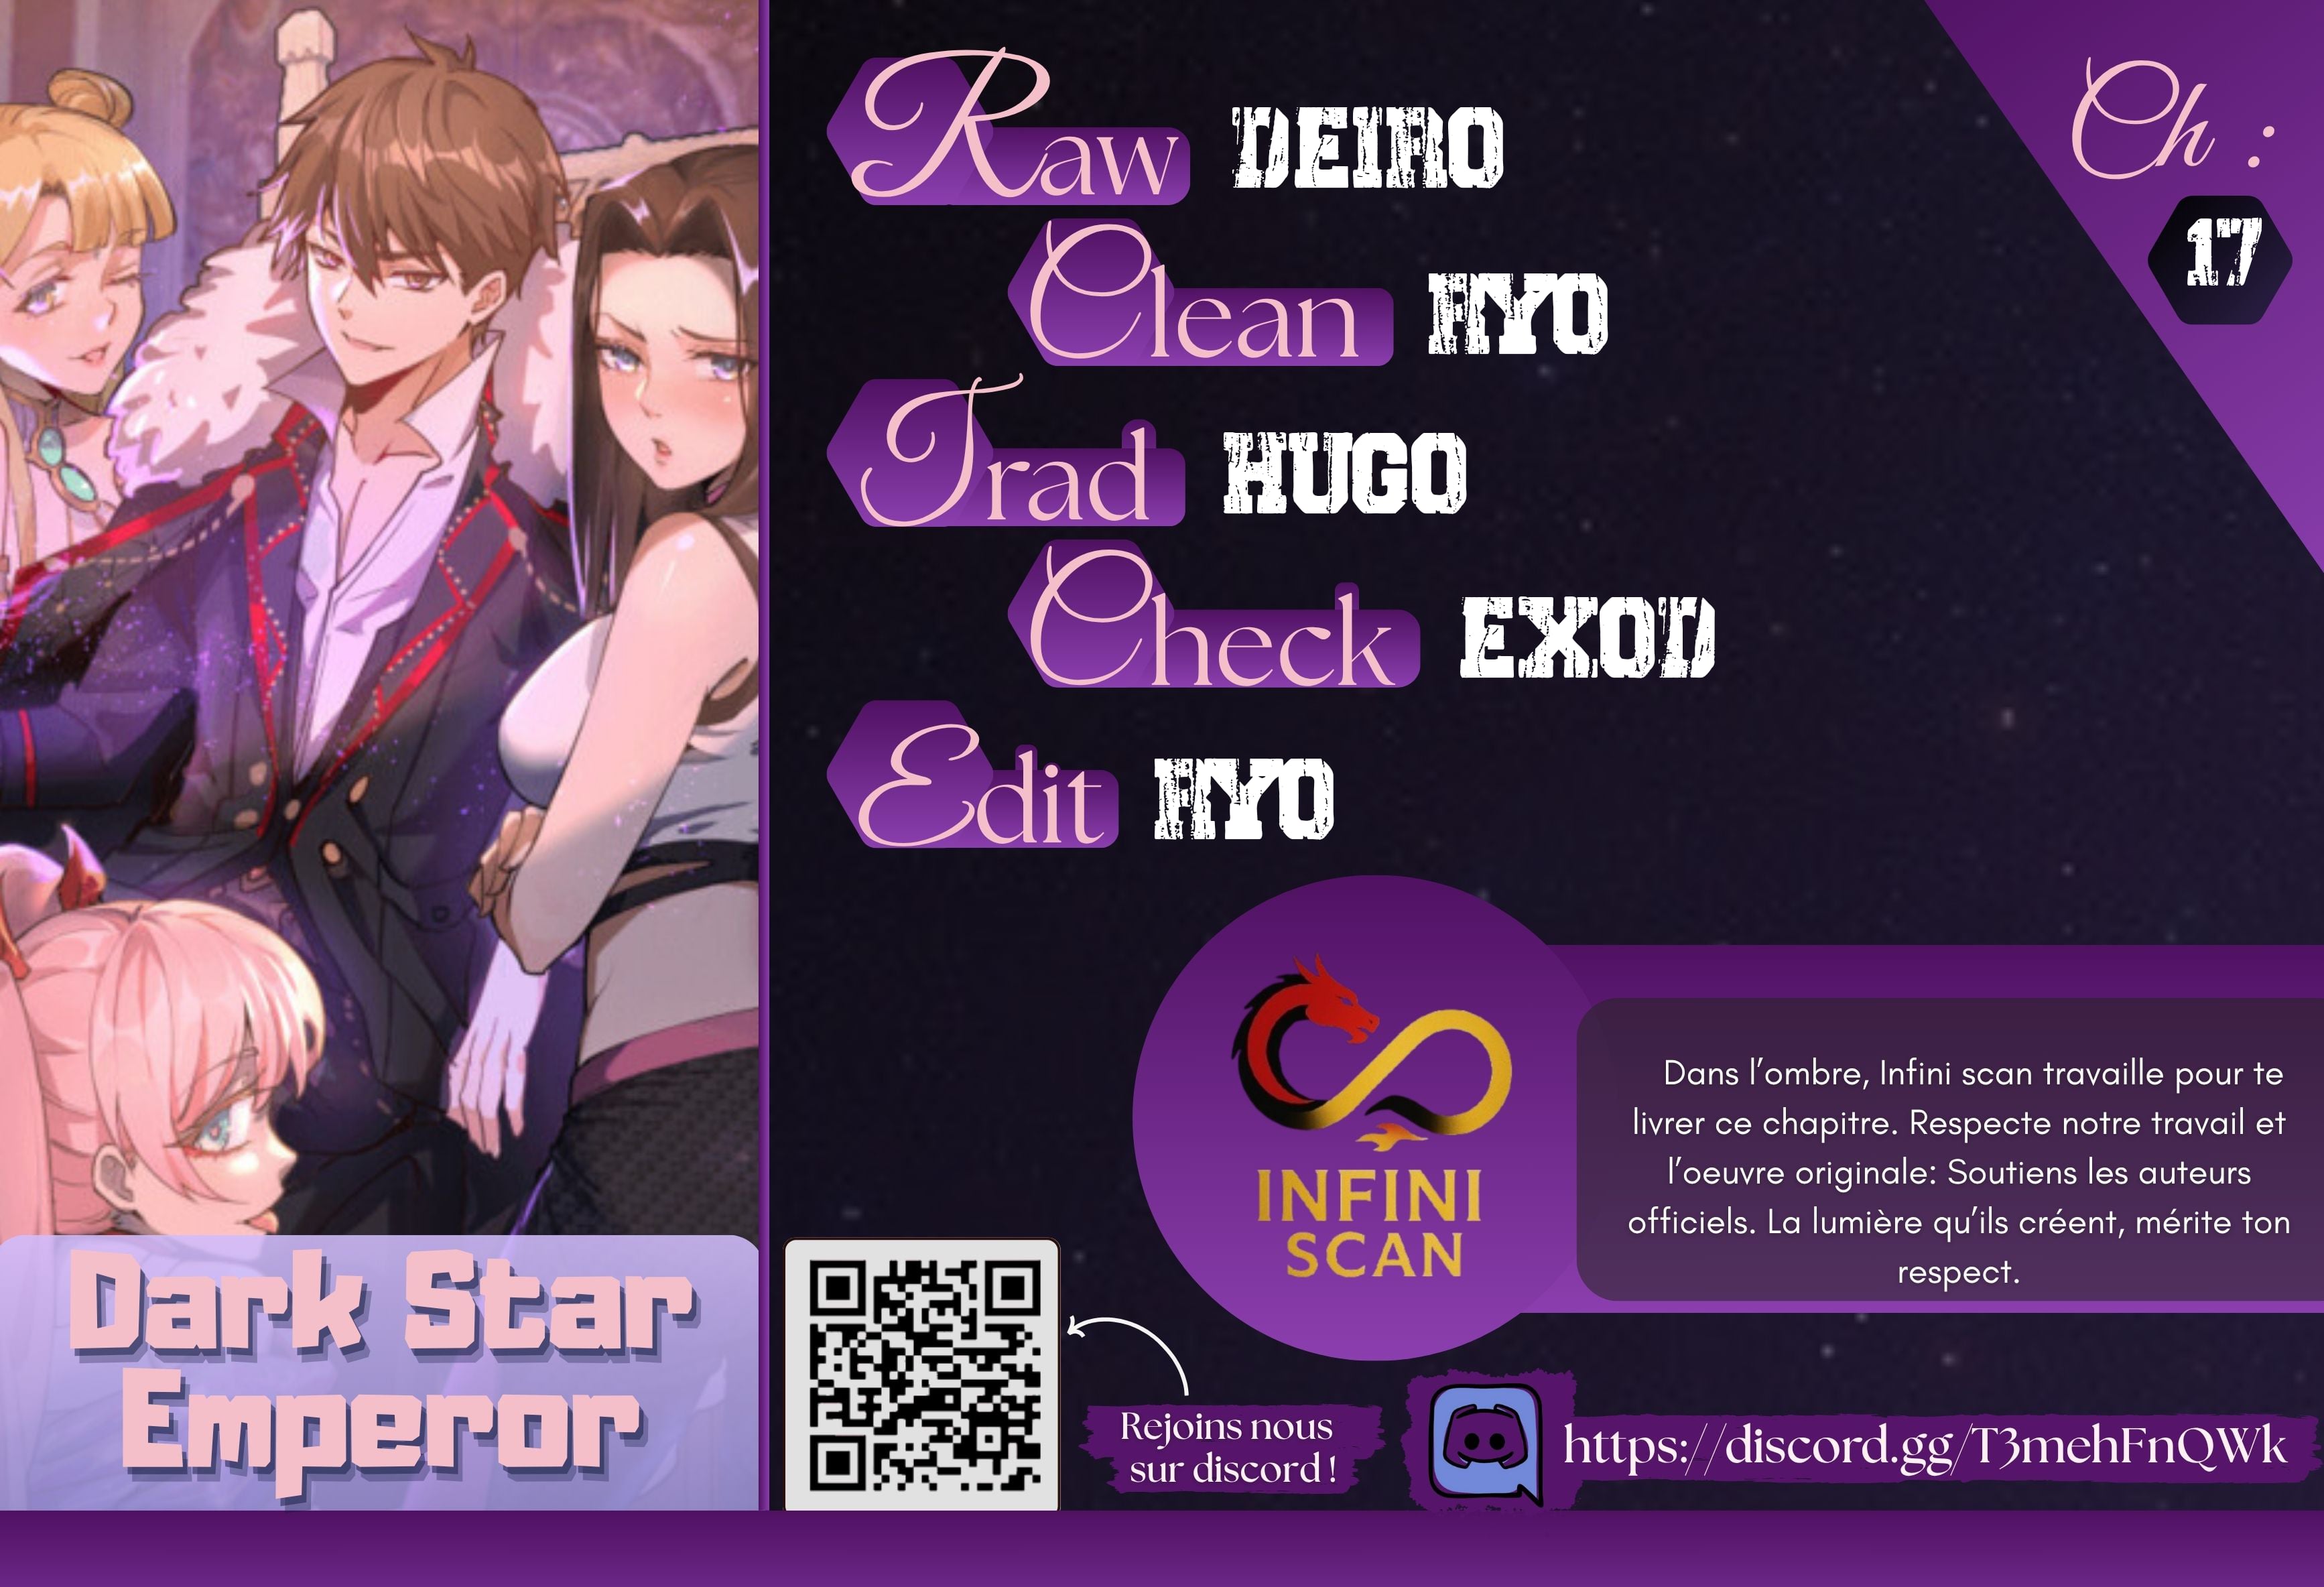 Raw DEIRO
Ch :
17
Clean RYO
Trad HUGO
Check EXOD
Edit RYO
INFINI
SCAN
Dans l'ombre, Infini scan travaille pour te
livrer ce chapitre. Respecte notre travail et
l'oeuvre originale: Soutiens les auteurs
officiels. La lumière qu'ils créent, mérite ton
respect.
Dark Star
Emperor
Rejoins nous
sur discord !
https://discord.gg/T3mehFnQWk